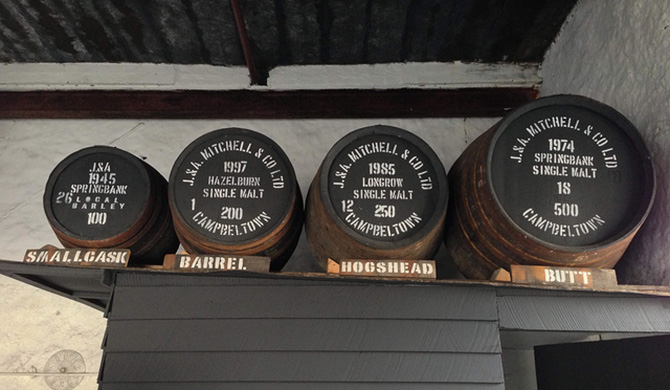 J.&A.
1945
SPRINGBANK
26 LOCAL
BARLEY
100
SMALLCASK
J.&A. MITCHELL & CO LTD
1997
HAZELBURN
SINGLE MALT
1 200
CAMPBELTOWN
BARREL
J.&A. MITCHELL & CO LTD
1985
LONGROW
SINGLE MALT
12 250
CAMPBELTOWN
HOGSHEAD
J.&A. MITCHELL & CO LTD
1974
SPRINGBANK
SINGLE MALT
18
500
CAMPBELTOWN
BUTT